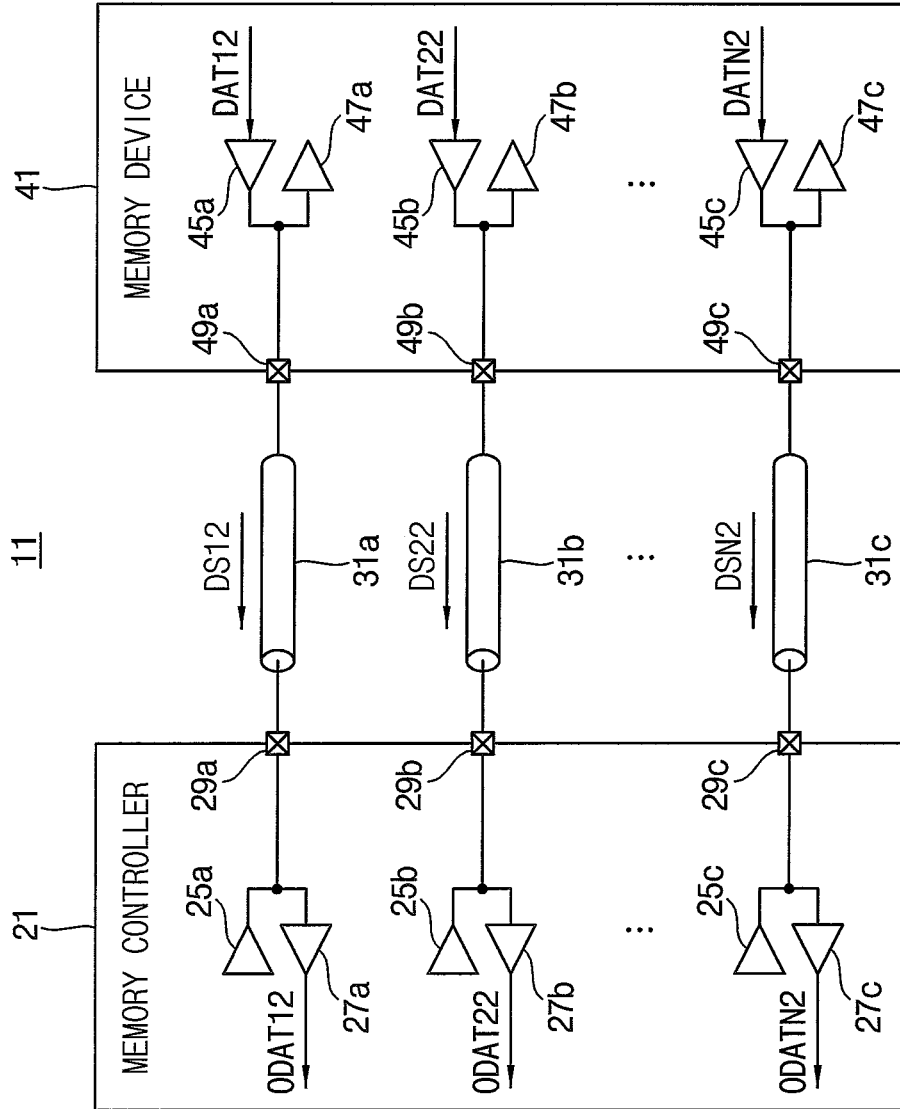 11
21
MEMORY CONTROLLER
41
MEMORY DEVICE
25a
29a
DS12
31a
49a
45a
DAT12
47a
27a
ODAT12
25b
29b
DS22
31b
49b
45b
DAT22
47b
27b
ODAT22
...
...
...
25c
29c
DSN2
31c
49c
45c
DATN2
47c
27c
ODATN2